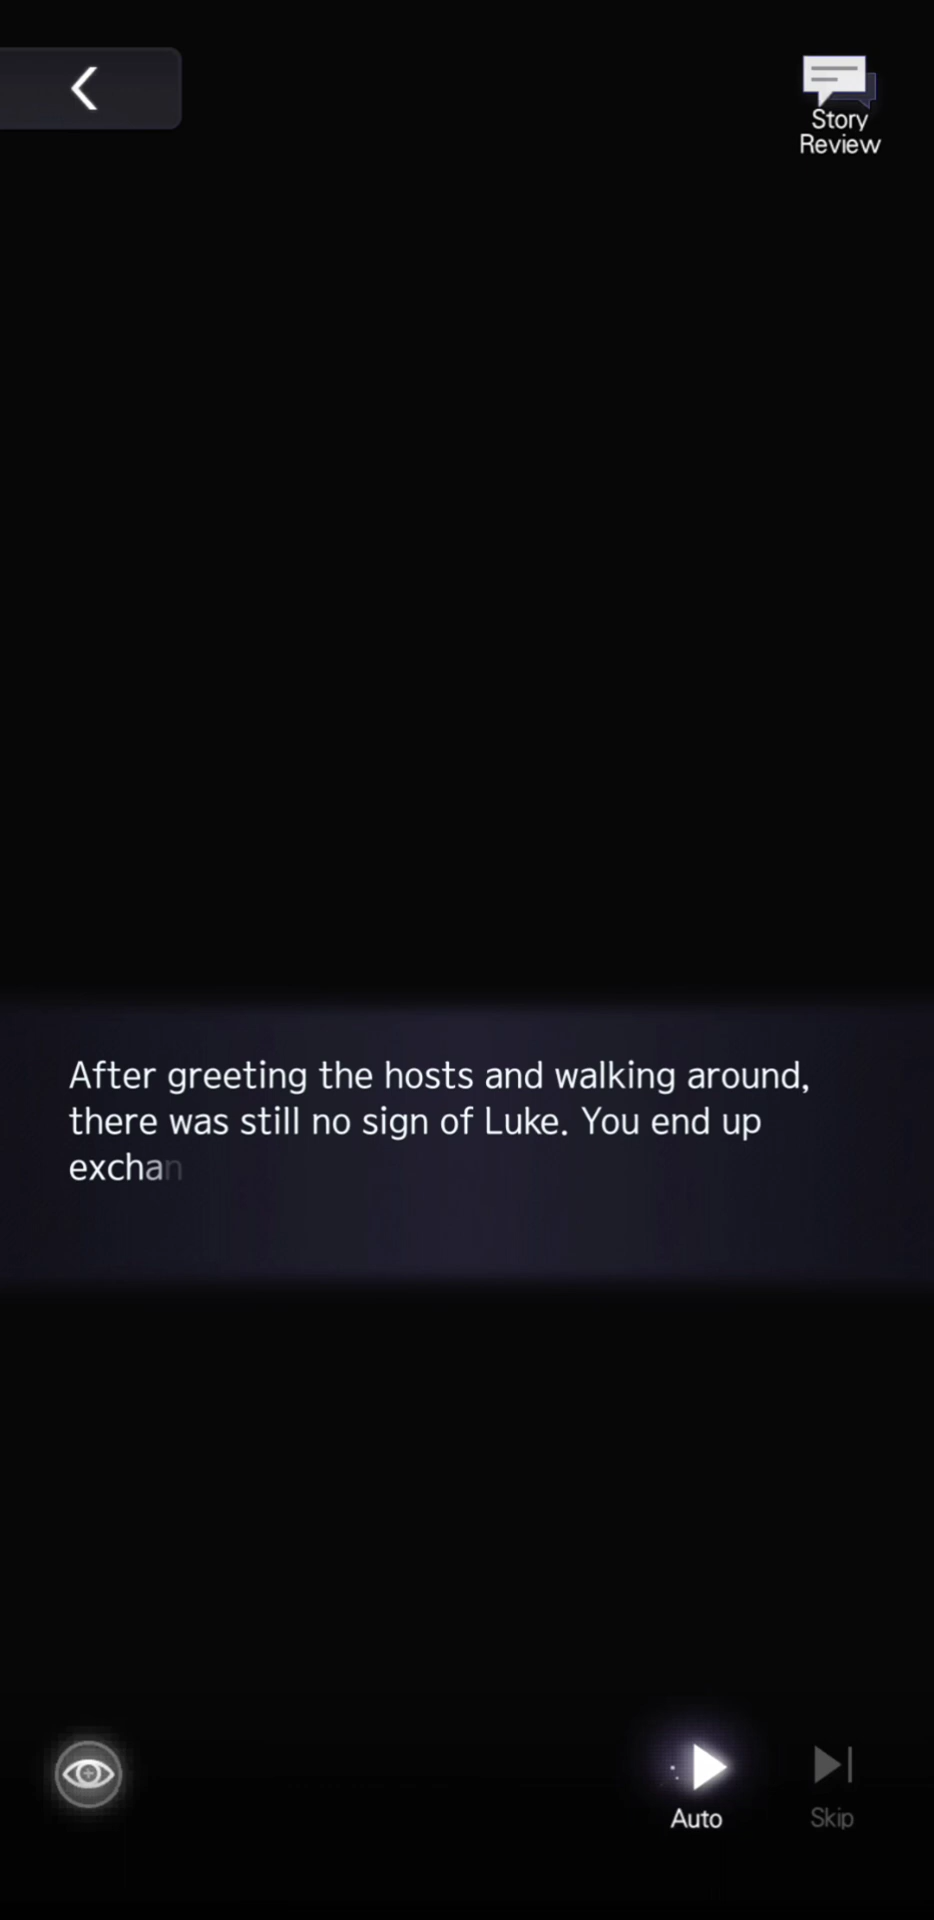 Story
Review
After greeting the hosts and walking around,
there was still no sign of Luke. You end up
exchan
Auto
Skip